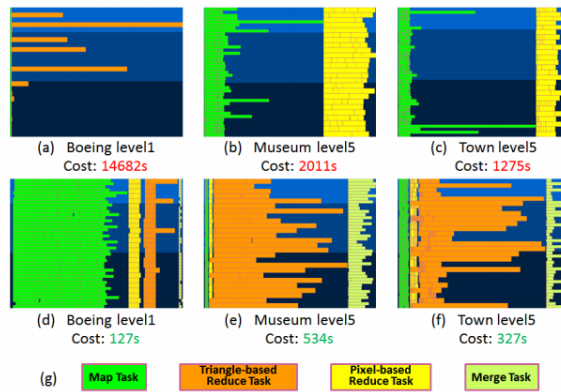 (a) Boeing level1 (b) Museum level5 (c) Town level5
Cost: 14682s Cost: 2011s Cost: 1275s
(d) Boeing level1 (e) Museum level5 (f) Town level5
Cost: 127s Cost: 534s Cost: 327s
(g) Map Task Triangle-based Reduce Task Pixel-based Reduce Task Merge Task